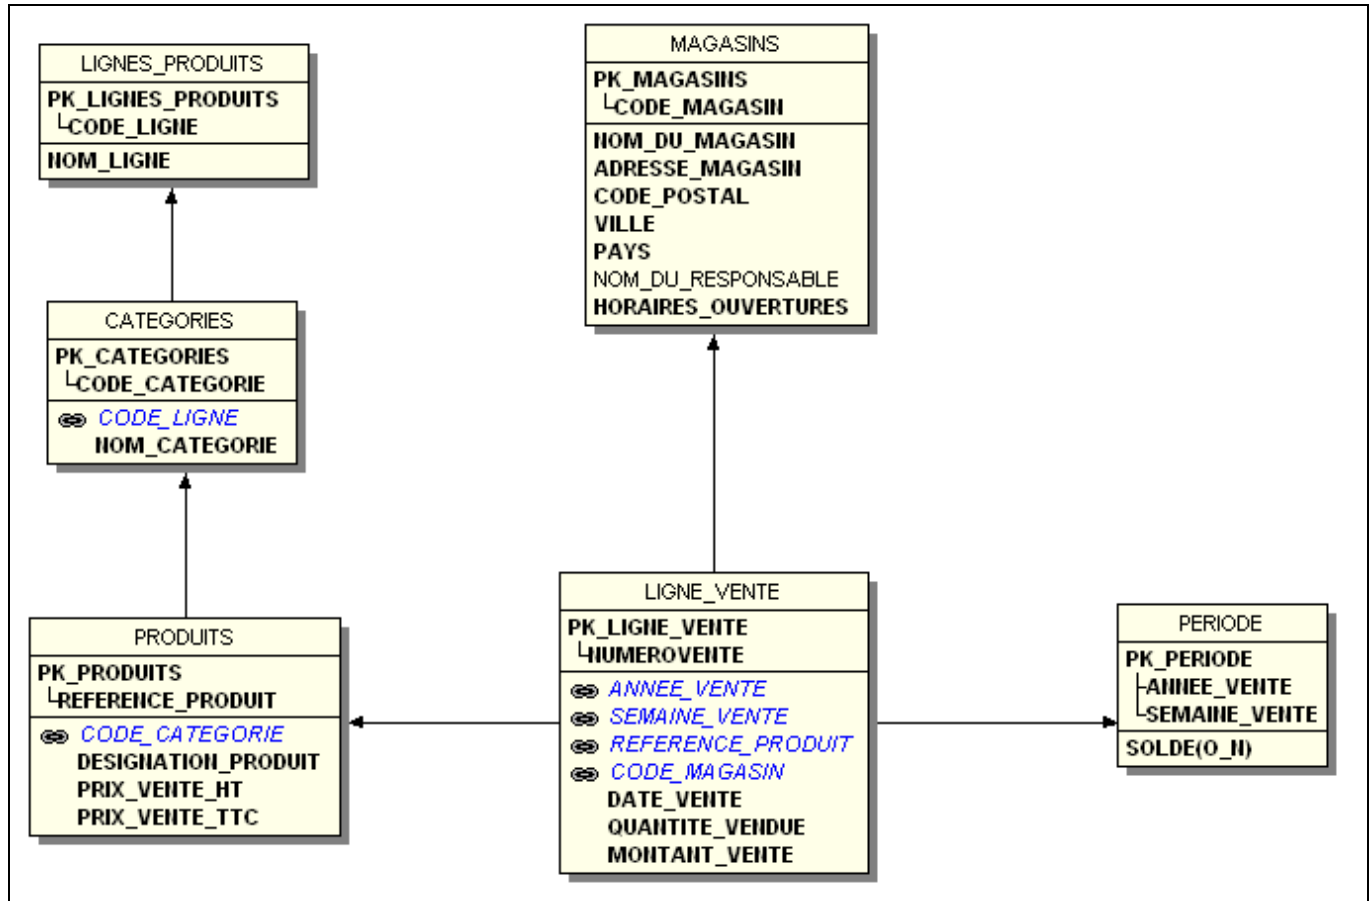 LIGNES_PRODUITS
PK_LIGNES_PRODUITS
CODE_LIGNE
NOM_LIGNE
MAGASINS
PK_MAGASINS
CODE_MAGASIN
NOM_DU_MAGASIN
ADRESSE_MAGASIN
CODE_POSTAL
VILLE
PAYS
NOM_DU_RESPONSABLE
HORAIRES_OUVERTURES
CATEGORIES
PK_CATEGORIES
CODE_CATEGORIE
CODE_LIGNE
NOM_CATEGORIE
PRODUITS
PK_PRODUITS
REFERENCE_PRODUIT
CODE_CATEGORIE
DESIGNATION_PRODUIT
PRIX_VENTE_HT
PRIX_VENTE_TTC
LIGNE_VENTE
PK_LIGNE_VENTE
NUMEROVENTE
ANNEE_VENTE
SEMAINE_VENTE
REFERENCE_PRODUIT
CODE_MAGASIN
DATE_VENTE
QUANTITE_VENDUE
MONTANT_VENTE
PERIODE
PK_PERIODE
ANNEE_VENTE
SEMAINE_VENTE
SOLDE(O_N)